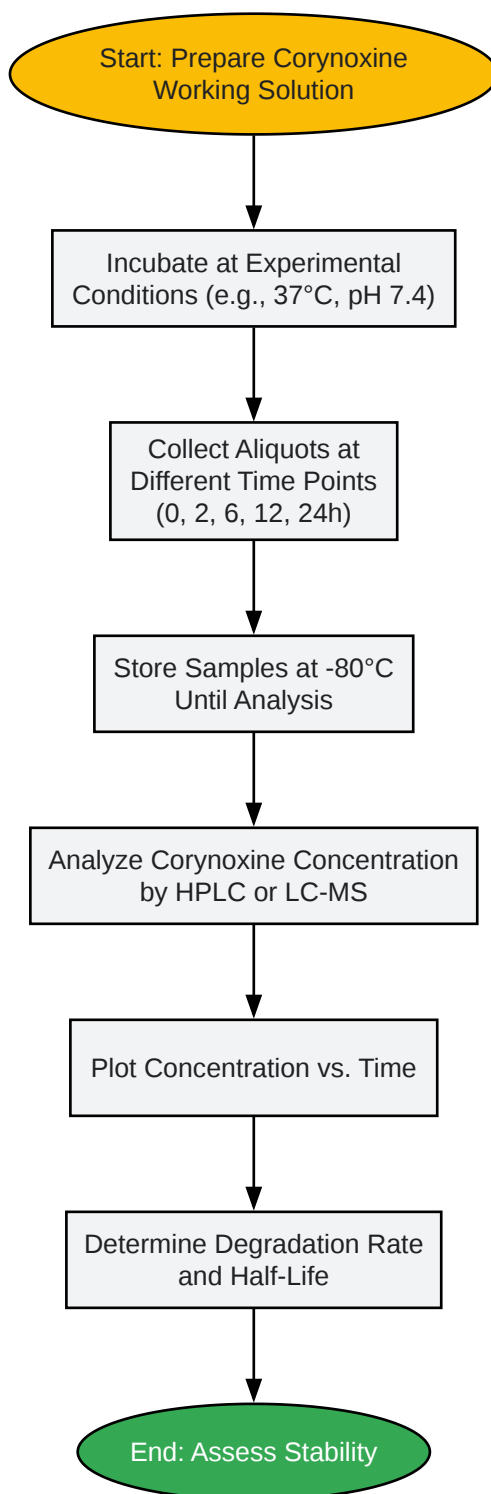 Start: Prepare Corynoxine
Working Solution
Incubate at Experimental
Conditions (e.g., 37°C, pH 7.4)
Collect Aliquots at
Different Time Points
(0, 2, 6, 12, 24h)
Store Samples at -80°C
Until Analysis
Analyze Corynoxine Concentration
by HPLC or LC-MS
Plot Concentration vs. Time
Determine Degradation Rate
and Half-Life
End: Assess Stability